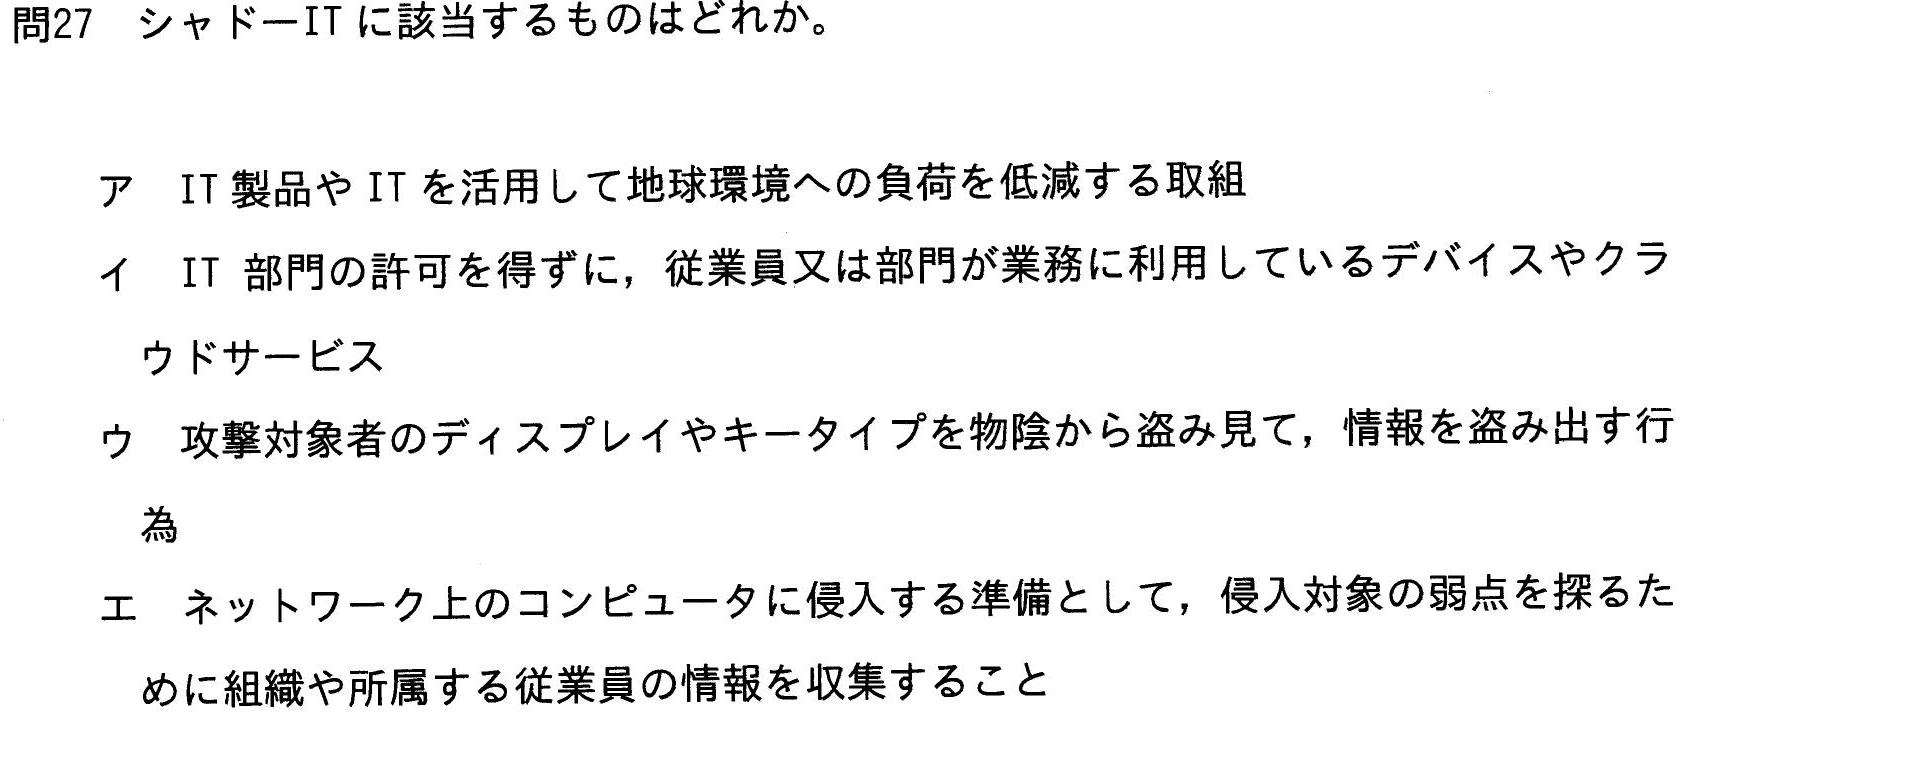 問27　シャドーIT に該当するものはどれか。
ア　IT 製品や IT を活用して地球環境への負荷を低減する取組
イ　IT 部門の許可を得ずに，従業員又は部門が業務に利用しているデバイスやクラ
ウドサービス
ウ　攻撃対象者のディスプレイやキータイプを物陰から盗み見て，情報を盗み出す行
為
エ　ネットワーク上のコンピュータに侵入する準備として，侵入対象の弱点を探るた
めに組織や所属する従業員の情報を収集すること